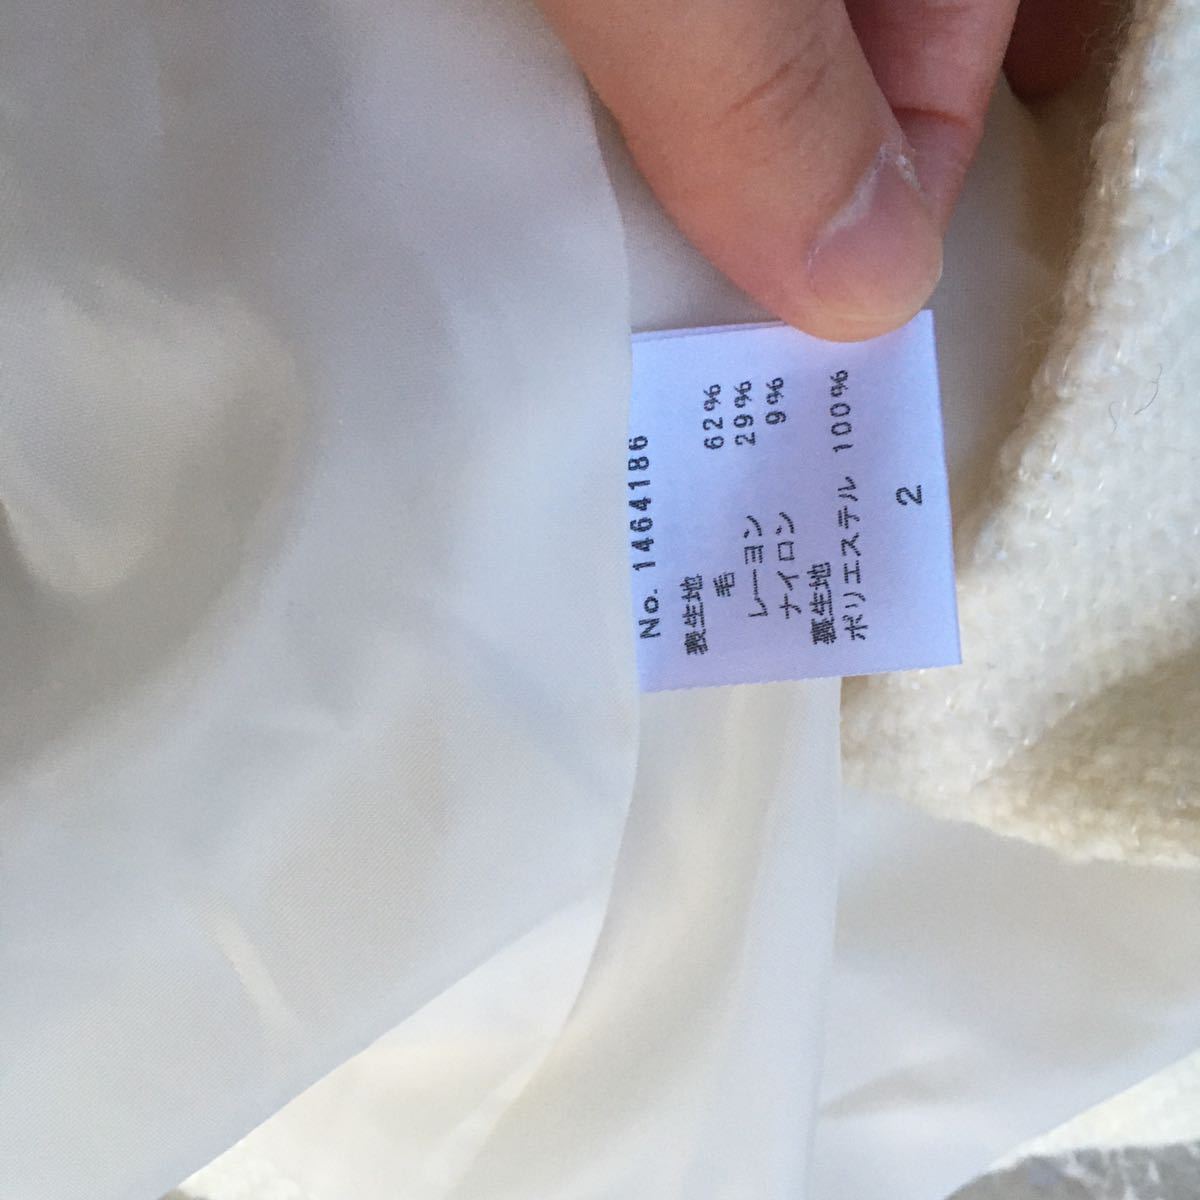 No. 1464186
表生地
毛 62%
レーヨン 29%
ナイロン 9%
裏生地
ポリエステル 100%
2